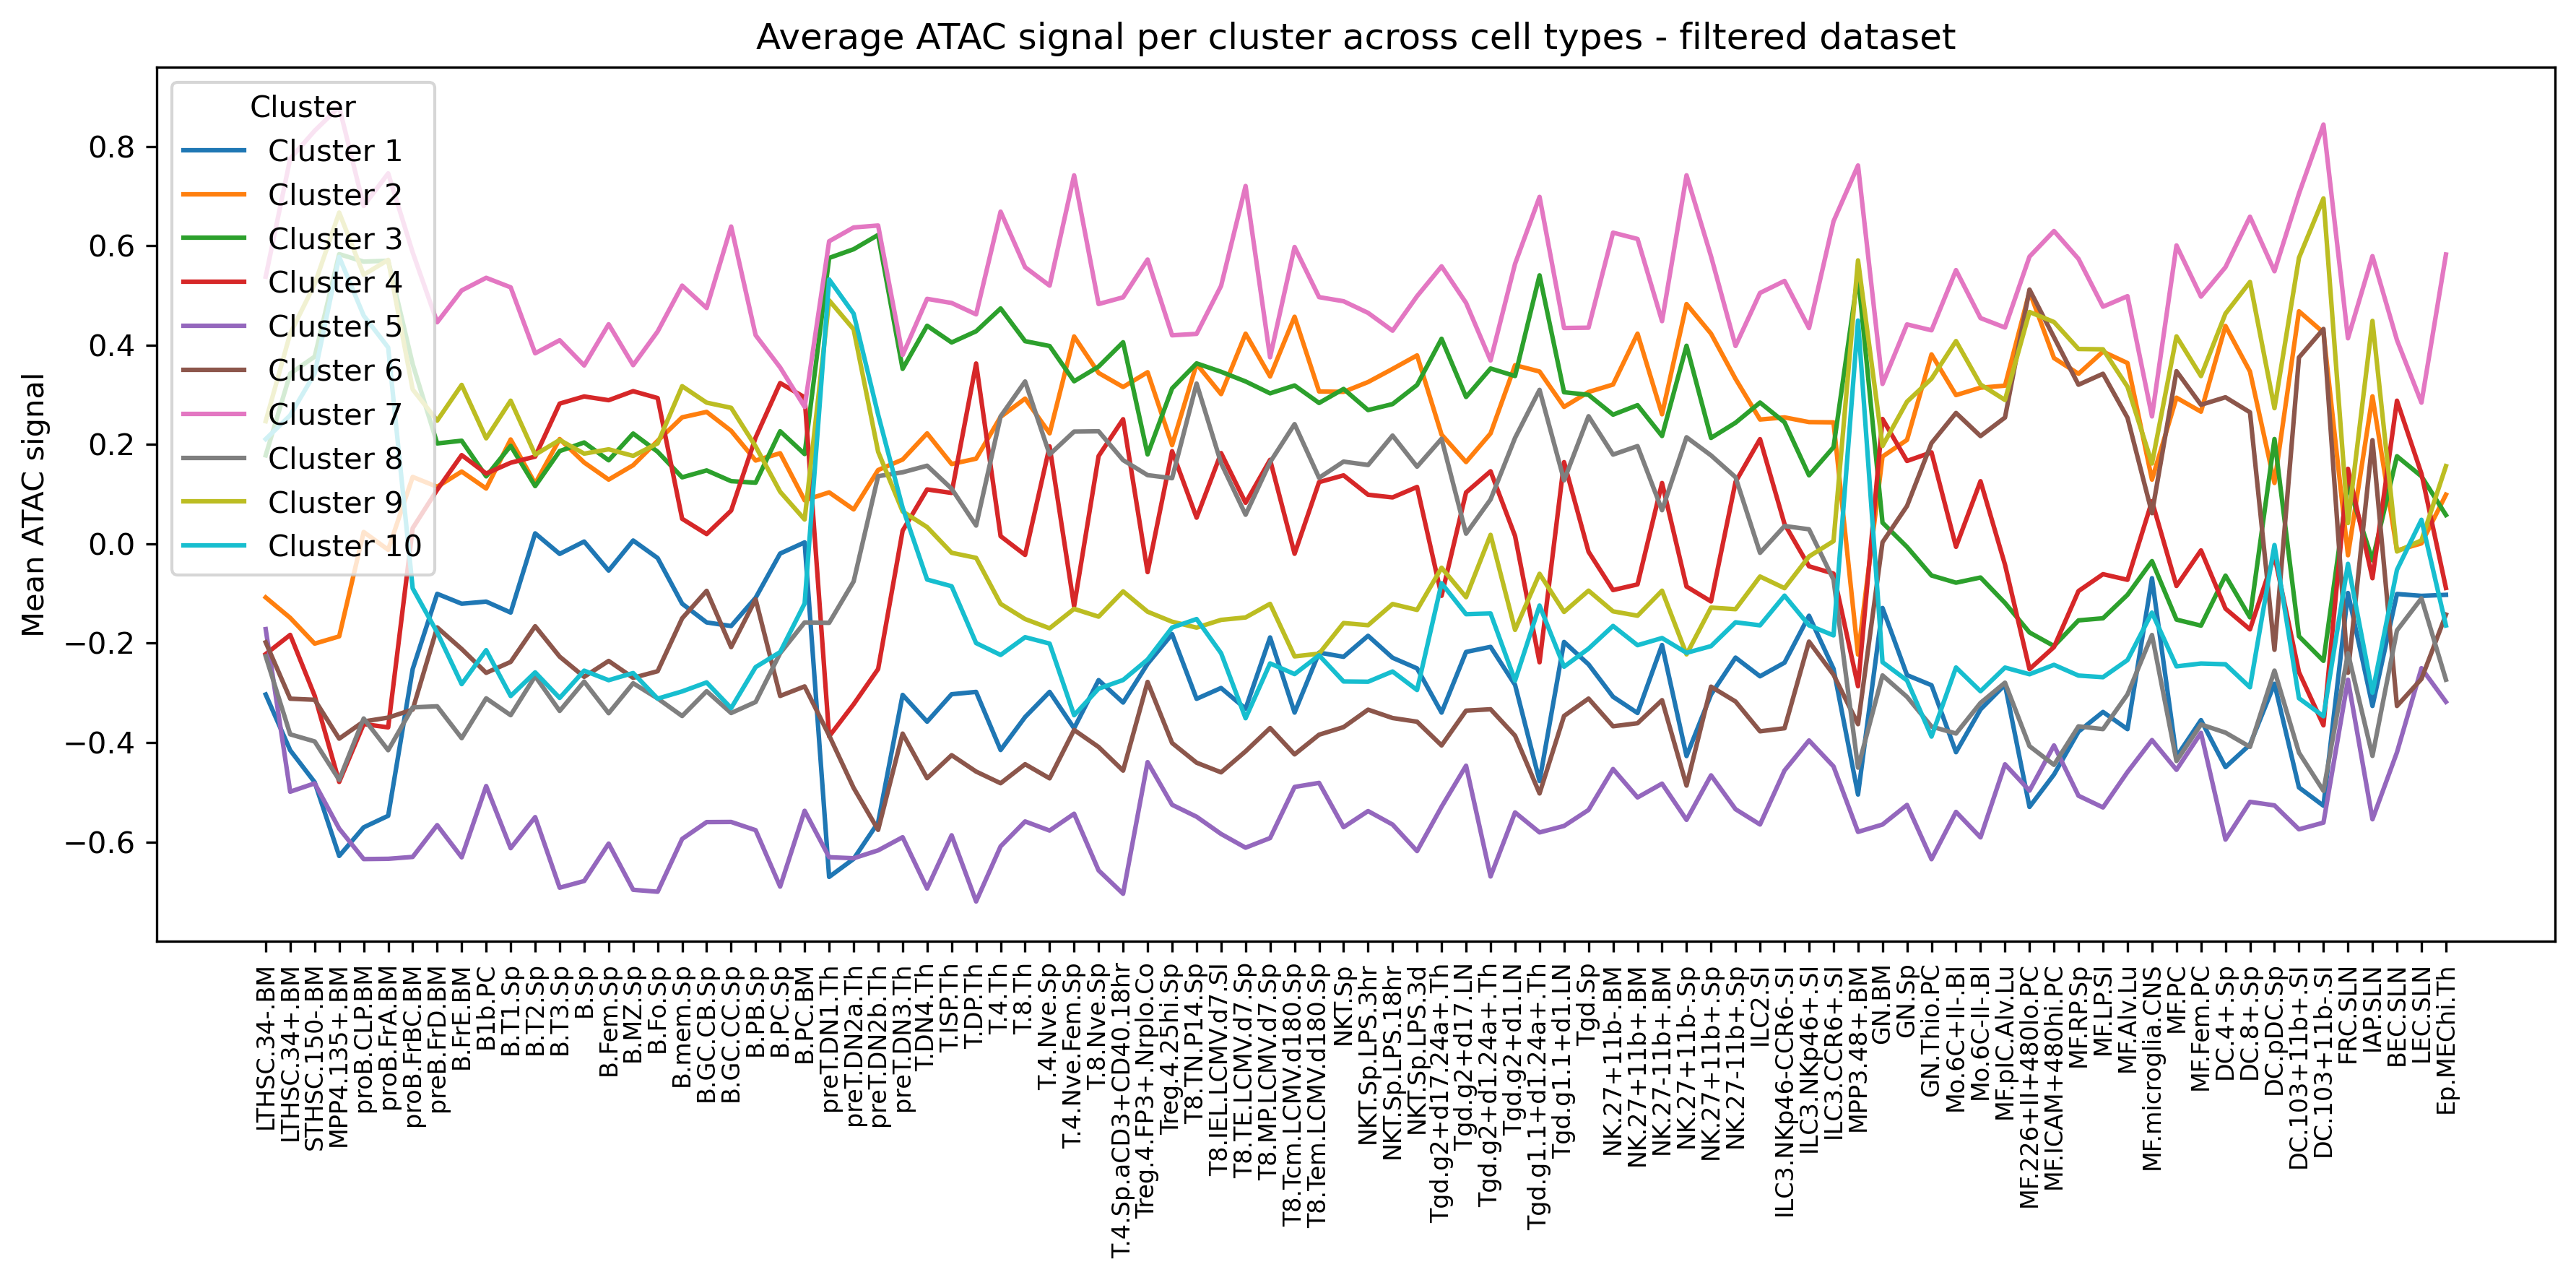 Average ATAC signal per cluster across cell types - filtered dataset
Cluster
Cluster 1
Cluster 2
Cluster 3
Cluster 4
Cluster 5
Cluster 6
Cluster 7
Cluster 8
Cluster 9
Cluster 10
Mean ATAC signal
0.8
0.6
0.4
0.2
0.0
−0.2
−0.4
−0.6
LTHSC.34-.BM
LTHSC.34+.BM
STHSC.150-.BM
MPP4.135+.BM
proB.CLP.BM
proB.FrA.BM
proB.FrBC.BM
preB.FrD.BM
B.FrE.BM
B1b.PC
B.T1.Sp
B.T2.Sp
B.T3.Sp
B.Sp
B.Fem.Sp
B.MZ.Sp
B.Fo.Sp
B.mem.Sp
B.GC.CB.Sp
B.GC.CC.Sp
B.PB.Sp
B.PC.Sp
B.PC.BM
preT.DN1.Th
preT.DN2a.Th
preT.DN2b.Th
preT.DN3.Th
T.DN4.Th
T.ISP.Th
T.DP.Th
T.4.Th
T.8.Th
T.4.Nve.Sp
T.4.Nve.Fem.Sp
T.8.Nve.Sp
T.4.Sp.aCD3+CD40.18hr
Treg.4.FP3+.Nrplo.Co
Treg.4.25hi.Sp
T8.TN.P14.Sp
T8.IEL.LCMV.d7.SI
T8.TE.LCMV.d7.Sp
T8.MP.LCMV.d7.Sp
T8.Tcm.LCMV.d180.Sp
T8.Tem.LCMV.d180.Sp
NKT.Sp
NKT.Sp.LPS.3hr
NKT.Sp.LPS.18hr
NKT.Sp.LPS.3d
Tgd.g2+d17.24a+.Th
Tgd.g2+d17.LN
Tgd.g2+d1.24a+.Th
Tgd.g2+d1.LN
Tgd.g1.1+d1.24a+.Th
Tgd.g1.1+d1.LN
Tgd.Sp
NK.27+11b-.BM
NK.27+11b+.BM
NK.27-11b+.BM
NK.27+11b-.Sp
NK.27+11b+.Sp
NK.27-11b+.Sp
ILC2.SI
ILC3.NKp46-CCR6-.SI
ILC3.NKp46+.SI
ILC3.CCR6+.SI
MPP3.48+.BM
GN.BM
GN.Sp
GN.Thio.PC
Mo.6C+II-.Bl
Mo.6C-II-.Bl
MF.pIC.Alv.Lu
MF.226+II+480lo.PC
MF.ICAM+480hi.PC
MF.RP.Sp
MF.LP.SI
MF.Alv.Lu
MF.microglia.CNS
MF.PC
MF.Fem.PC
DC.4+.Sp
DC.8+.Sp
DC.pDC.Sp
DC.103+11b+.SI
DC.103+11b-.SI
FRC.SLN
IAP.SLN
BEC.SLN
LEC.SLN
Ep.MEChi.Th